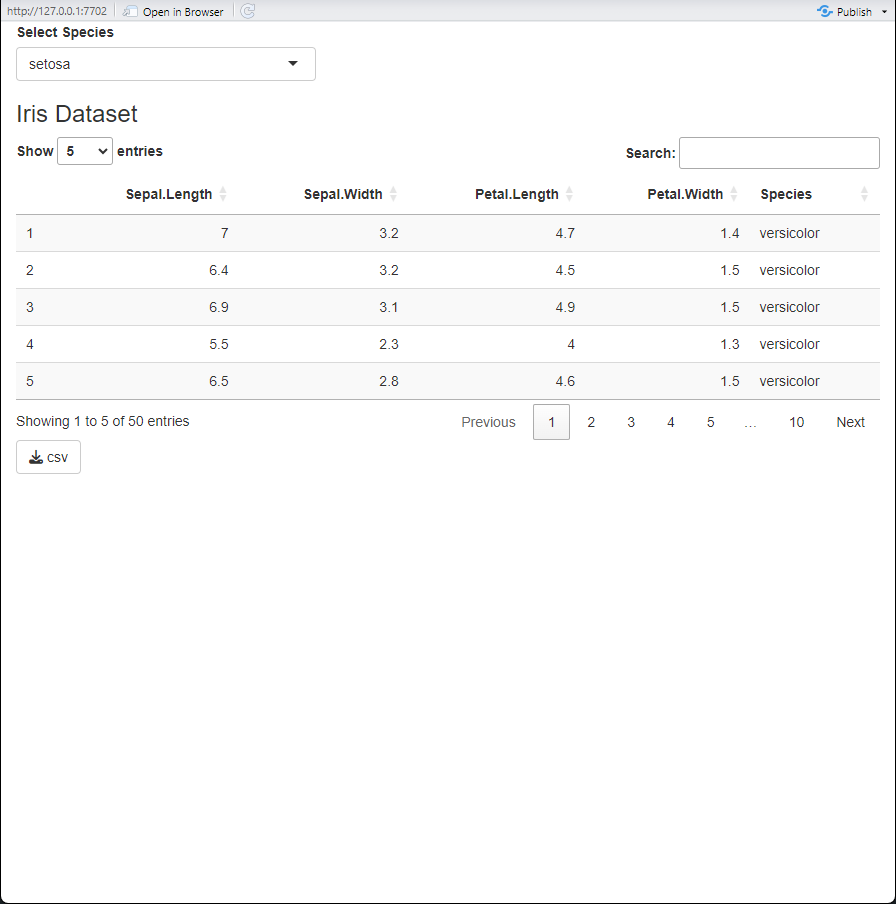 http://127.0.0.1:7702 Open in Browser Publish
Select Species
setosa
Iris Dataset
Show 5 entries Search:
Sepal.Length Sepal.Width Petal.Length Petal.Width Species
1 7 3.2 4.7 1.4 versicolor
2 6.4 3.2 4.5 1.5 versicolor
3 6.9 3.1 4.9 1.5 versicolor
4 5.5 2.3 4 1.3 versicolor
5 6.5 2.8 4.6 1.5 versicolor
Showing 1 to 5 of 50 entries Previous 1 2 3 4 5 … 10 Next
csv